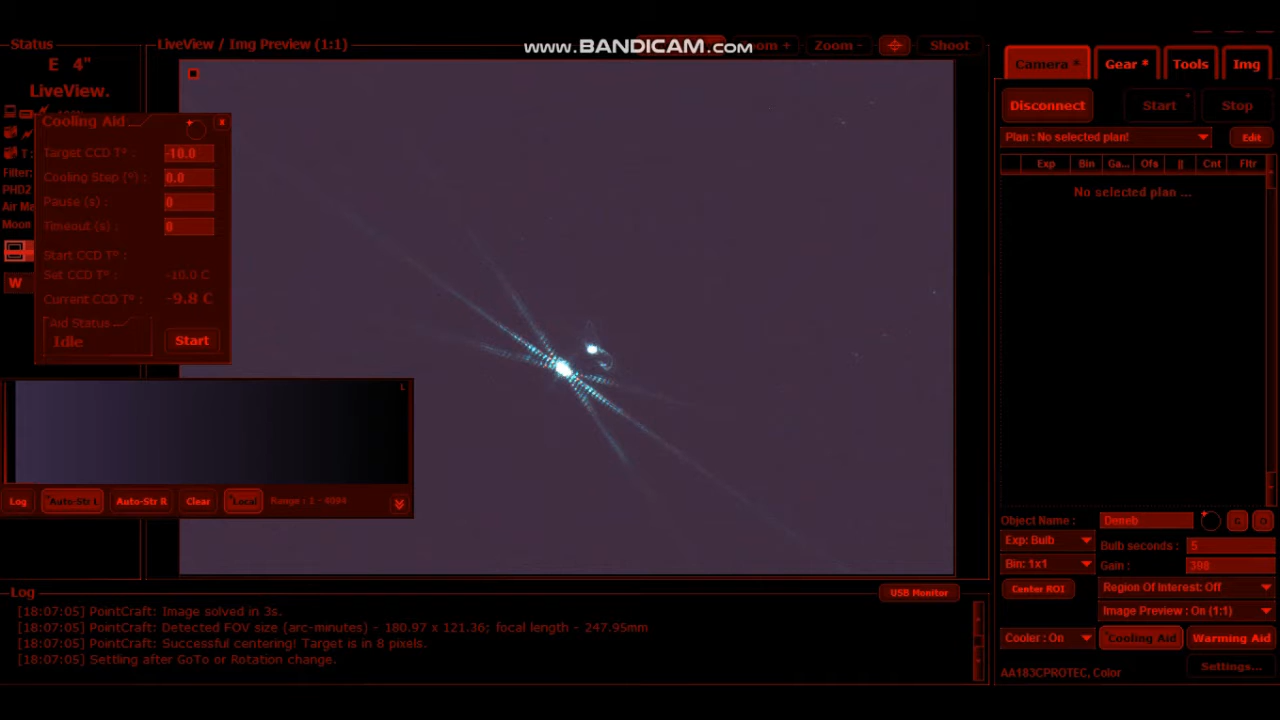 www.BANDICAM.com
Status
E 4"
LiveView.
T:
Filter:
PHD2
Air Ma
Moon
W
Cooling Aid
x
Target CCD T° : -10.0
Cooling Step (°) : 0.0
Pause (s) : 0
Timeout (s) : 0
Start CCD T° :
Set CCD T° : -10.0 C
Current CCD T° : -9.8 C
Aid Status
Idle
Start
L
Log Auto-Str L Auto-Str R Clear Local Range : 1 - 4094
LiveView / Img Preview (1:1)
Zoom + Zoom - Shoot
Camera * Gear * Tools Img
Disconnect Start * Stop
Plan : No selected plan! Edit
Exp Bin Ga... Ofs || Cnt Fltr
No selected plan ...
Object Name : Deneb
Exp: Bulb Bulb seconds : 5
Bin: 1x1 Gain : 398
Center ROI Region Of Interest: Off
Image Preview : On (1:1)
Cooler : On Cooling Aid Warming Aid
AA183CPROTEC, Color Settings...
Log
USB Monitor
[18:07:05] PointCraft: Image solved in 3s.
[18:07:05] PointCraft: Detected FOV size (arc-minutes) - 180.97 x 121.36; focal length - 247.95mm
[18:07:05] PointCraft: Successful centering! Target is in 8 pixels.
[18:07:05] Settling after GoTo or Rotation change.